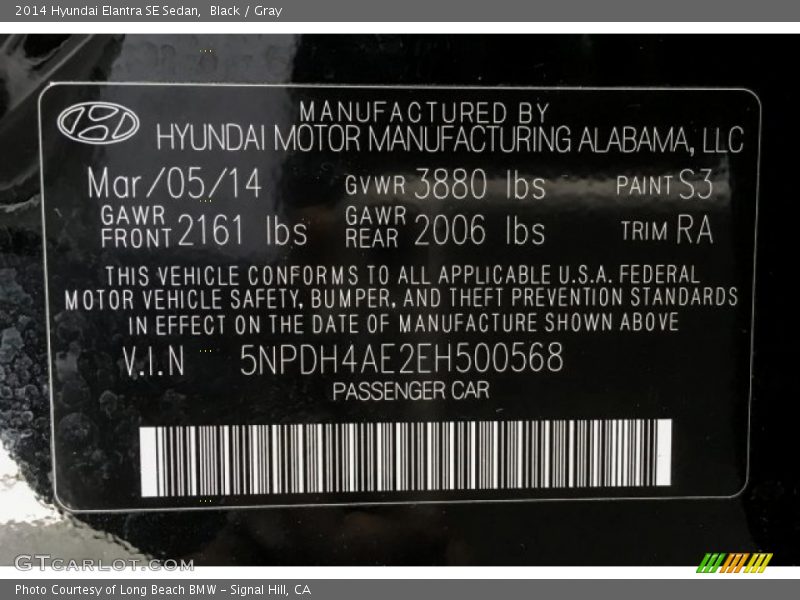 2014 Hyundai Elantra SE Sedan,  Black / Gray
MANUFACTURED BY
HYUNDAI MOTOR MANUFACTURING ALABAMA, LLC
Mar/05/14 GVWR 3880 lbs PAINT S3
GAWR FRONT 2161 lbs GAWR REAR 2006 lbs TRIM RA
THIS VEHICLE CONFORMS TO ALL APPLICABLE U.S.A. FEDERAL
MOTOR VEHICLE SAFETY, BUMPER, AND THEFT PREVENTION STANDARDS
IN EFFECT ON THE DATE OF MANUFACTURE SHOWN ABOVE
V.I.N 5NPDH4AE2EH500568
PASSENGER CAR
GTCARLOT.COM
Photo Courtesy of Long Beach BMW - Signal Hill, CA